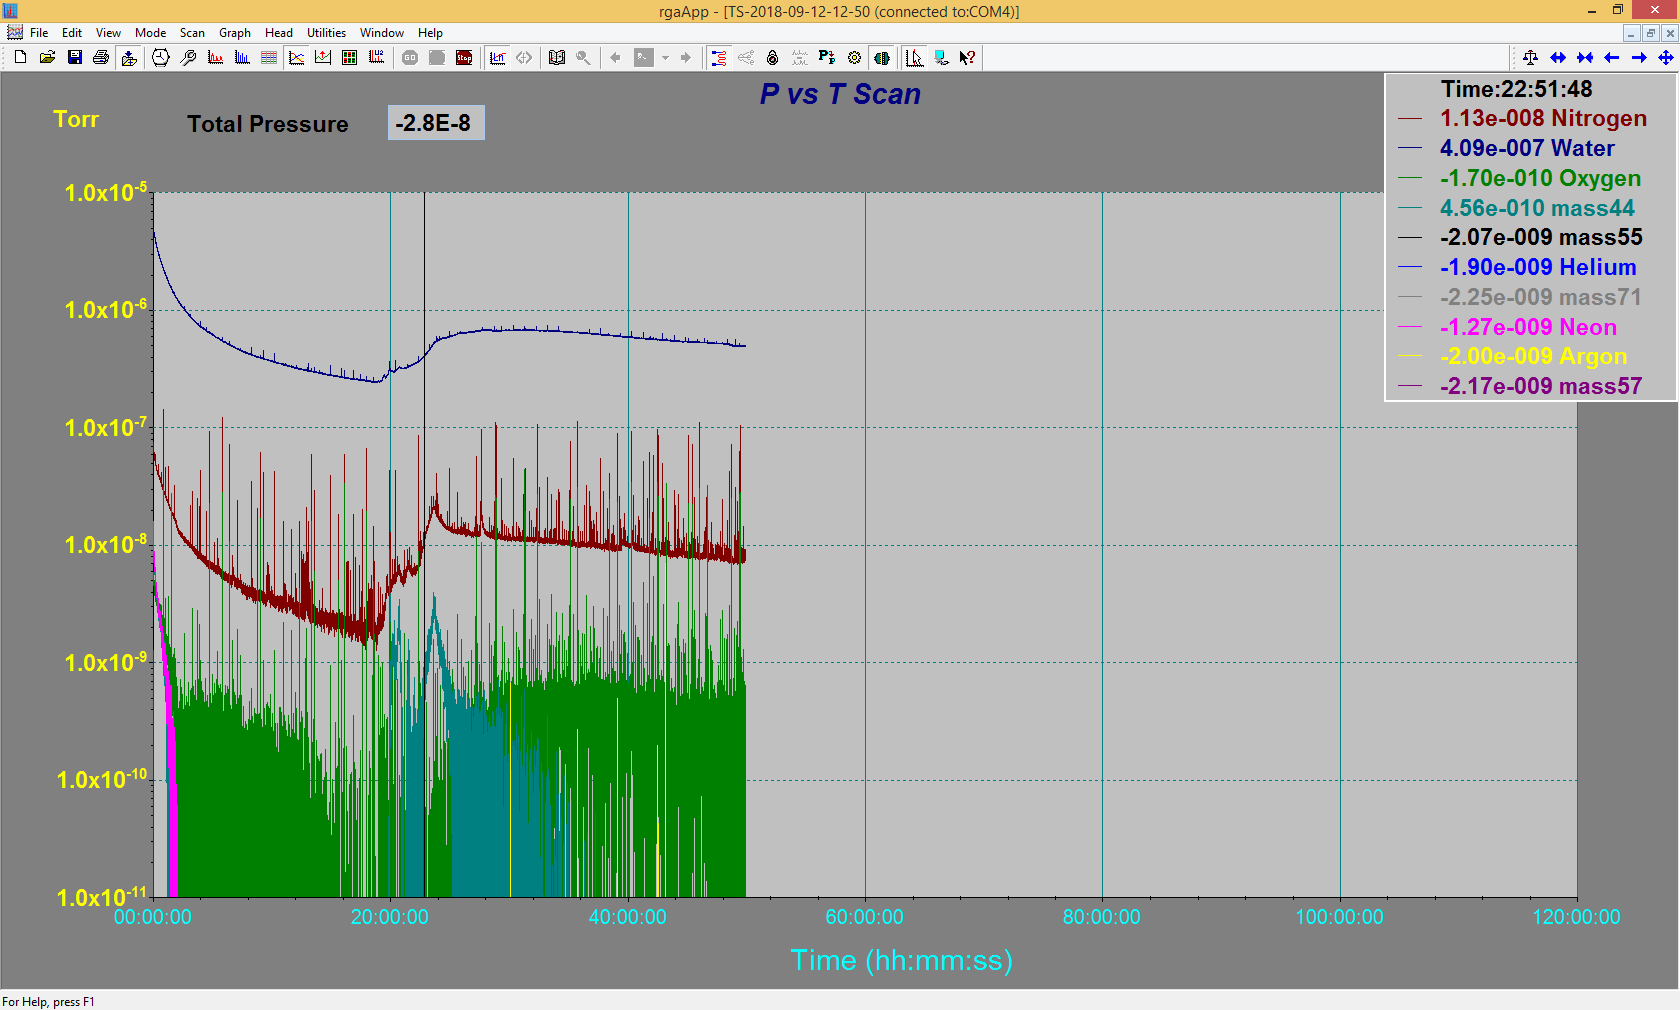 rgaApp - [TS-2018-09-12-12-50 (connected to:COM4)]
File Edit View Mode Scan Graph Head Utilities Window Help
GO Stop
P vs T Scan
Torr
Total Pressure -2.8E-8
Time:22:51:48
1.13e-008 Nitrogen
4.09e-007 Water
-1.70e-010 Oxygen
4.56e-010 mass44
-2.07e-009 mass55
-1.90e-009 Helium
-2.25e-009 mass71
-1.27e-009 Neon
-2.00e-009 Argon
-2.17e-009 mass57
1.0x10-5
1.0x10-6
1.0x10-7
1.0x10-8
1.0x10-9
1.0x10-10
1.0x10-11
00:00:00 20:00:00 40:00:00 60:00:00 80:00:00 100:00:00 120:00:00
Time (hh:mm:ss)
For Help, press F1